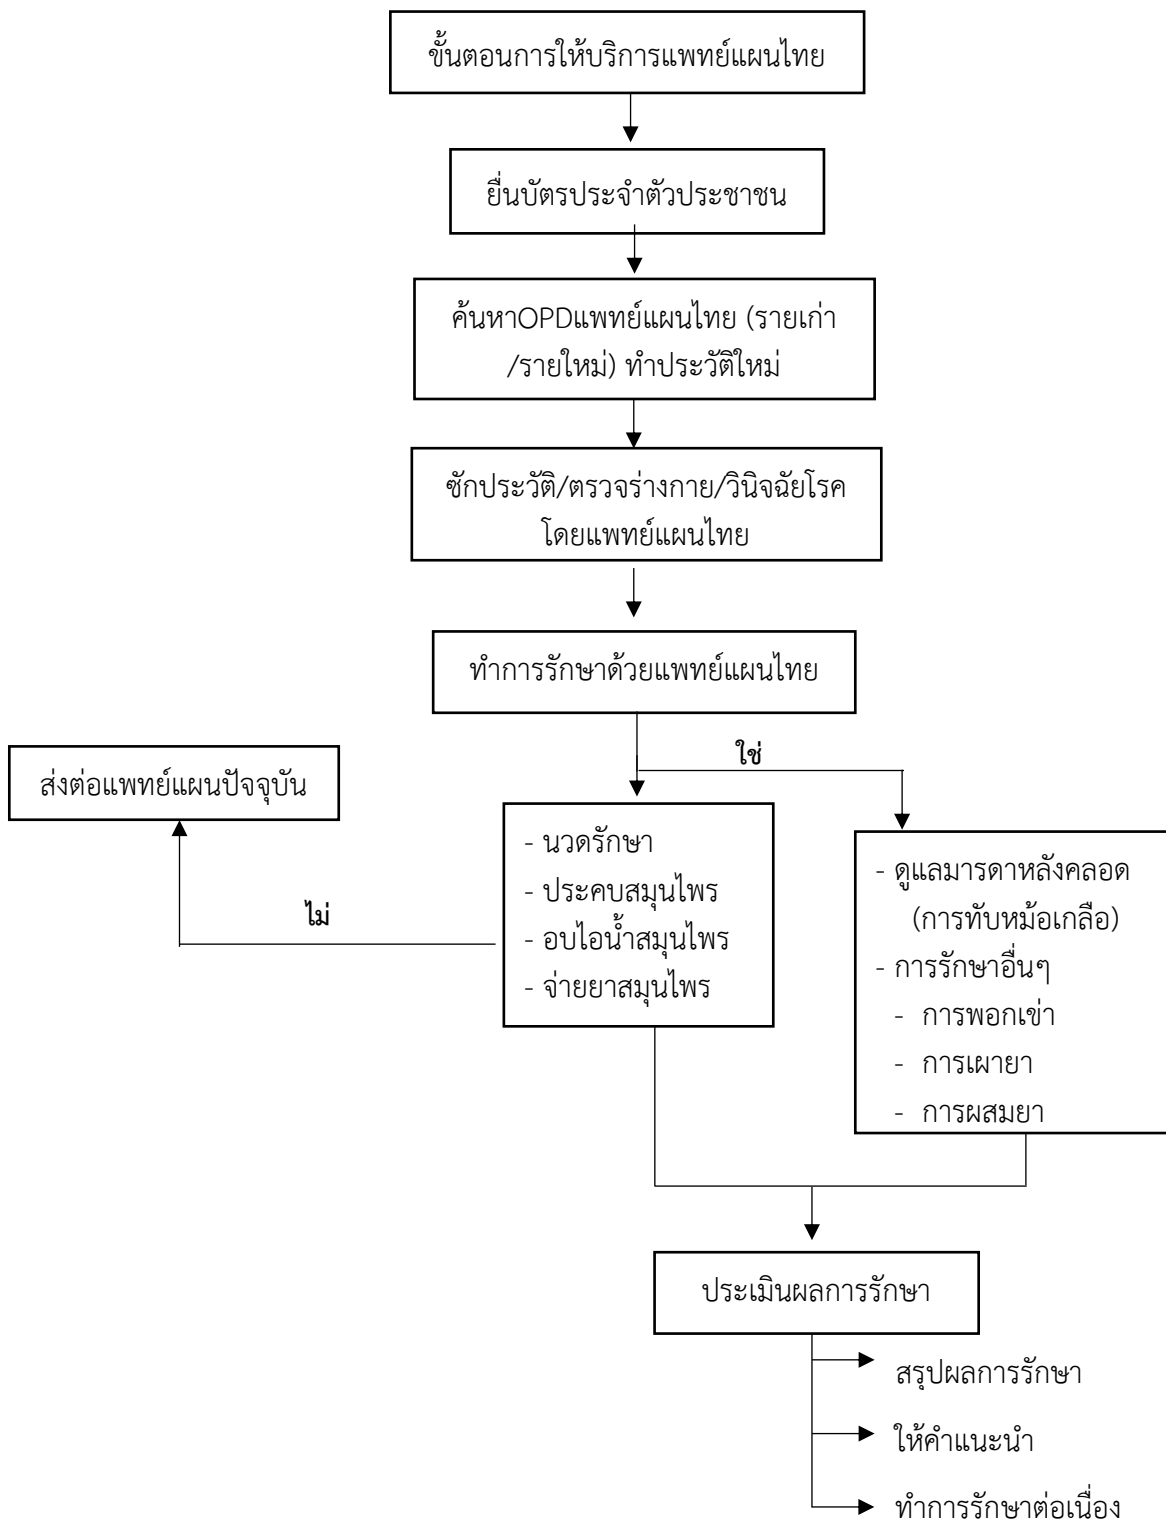 ขั้นตอนการให้บริการแพทย์แผนไทย
ยื่นบัตรประจำตัวประชาชน
ค้นหาOPDแพทย์แผนไทย (รายเก่า
/รายใหม่) ทำประวัติใหม่
ซักประวัติ/ตรวจร่างกาย/วินิจฉัยโรค
โดยแพทย์แผนไทย
ทำการรักษาด้วยแพทย์แผนไทย
ใช่
ส่งต่อแพทย์แผนปัจจุบัน
ไม่
- นวดรักษา
- ประคบสมุนไพร
- อบไอน้ำสมุนไพร
- จ่ายยาสมุนไพร
- ดูแลมารดาหลังคลอด
(การทับหม้อเกลือ)
- การรักษาอื่นๆ
- การพอกเข่า
- การเผายา
- การผสมยา
ประเมินผลการรักษา
สรุปผลการรักษา
ให้คำแนะนำ
ทำการรักษาต่อเนื่อง